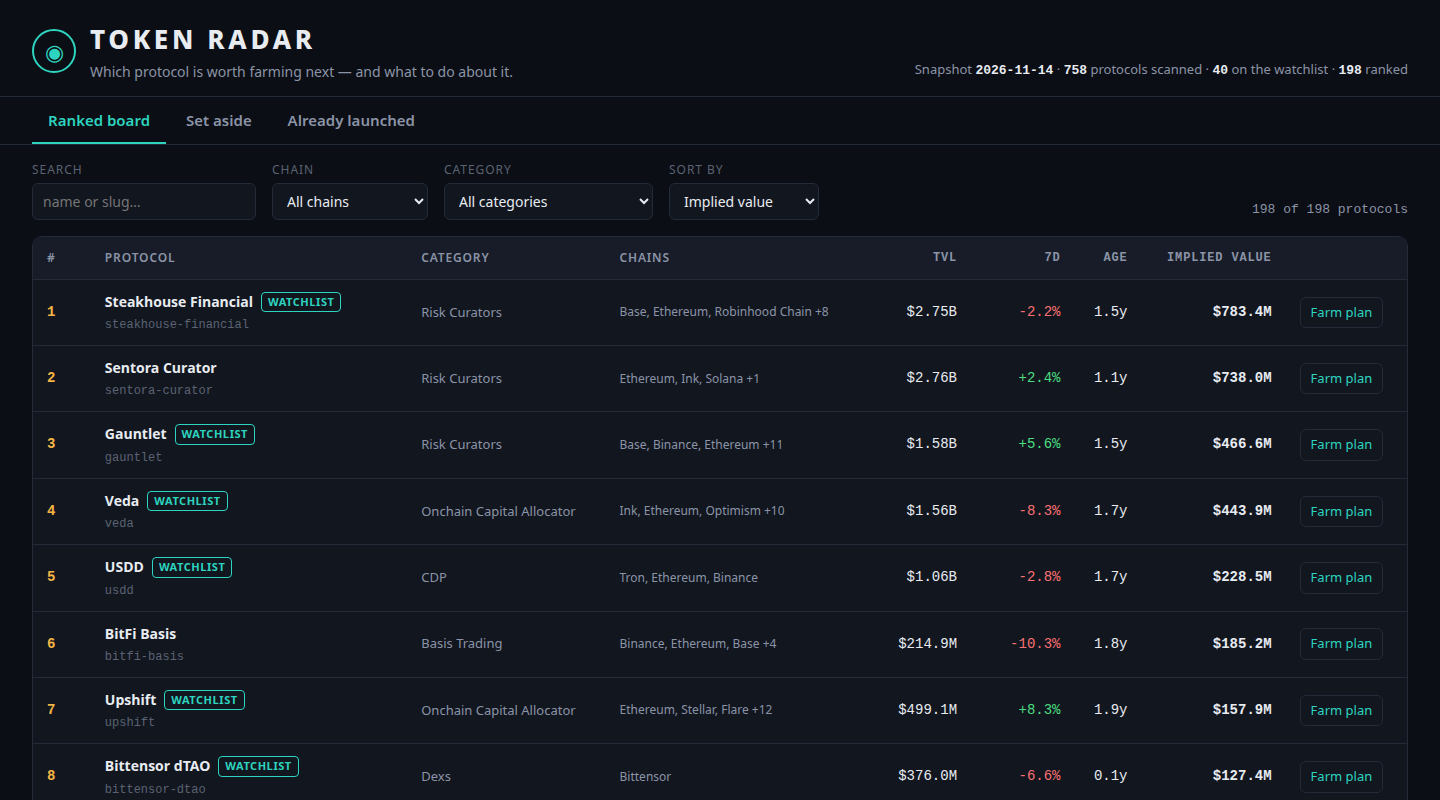 TOKEN RADAR
Which protocol is worth farming next — and what to do about it.
Snapshot 2026-11-14 · 758 protocols scanned · 40 on the watchlist · 198 ranked
Ranked board Set aside Already launched
SEARCH CHAIN CATEGORY SORT BY
name or slug… All chains All categories Implied value
198 of 198 protocols
# PROTOCOL CATEGORY CHAINS TVL 7D AGE IMPLIED VALUE
1 Steakhouse Financial WATCHLIST Risk Curators Base, Ethereum, Robinhood Chain +8 $2.75B -2.2% 1.5y $783.4M Farm plan
steakhouse-financial
2 Sentora Curator Risk Curators Ethereum, Ink, Solana +1 $2.76B +2.4% 1.1y $738.0M Farm plan
sentora-curator
3 Gauntlet WATCHLIST Risk Curators Base, Binance, Ethereum +11 $1.58B +5.6% 1.5y $466.6M Farm plan
gauntlet
4 Veda WATCHLIST Onchain Capital Allocator Ink, Ethereum, Optimism +10 $1.56B -8.3% 1.7y $443.9M Farm plan
veda
5 USDD WATCHLIST CDP Tron, Ethereum, Binance $1.06B -2.8% 1.7y $228.5M Farm plan
usdd
6 BitFi Basis Basis Trading Binance, Ethereum, Base +4 $214.9M -10.3% 1.8y $185.2M Farm plan
bitfi-basis
7 Upshift WATCHLIST Onchain Capital Allocator Ethereum, Stellar, Flare +12 $499.1M +8.3% 1.9y $157.9M Farm plan
upshift
8 Bittensor dTAO WATCHLIST Dexs Bittensor $376.0M -6.6% 0.1y $127.4M Farm plan
bittensor-dtao